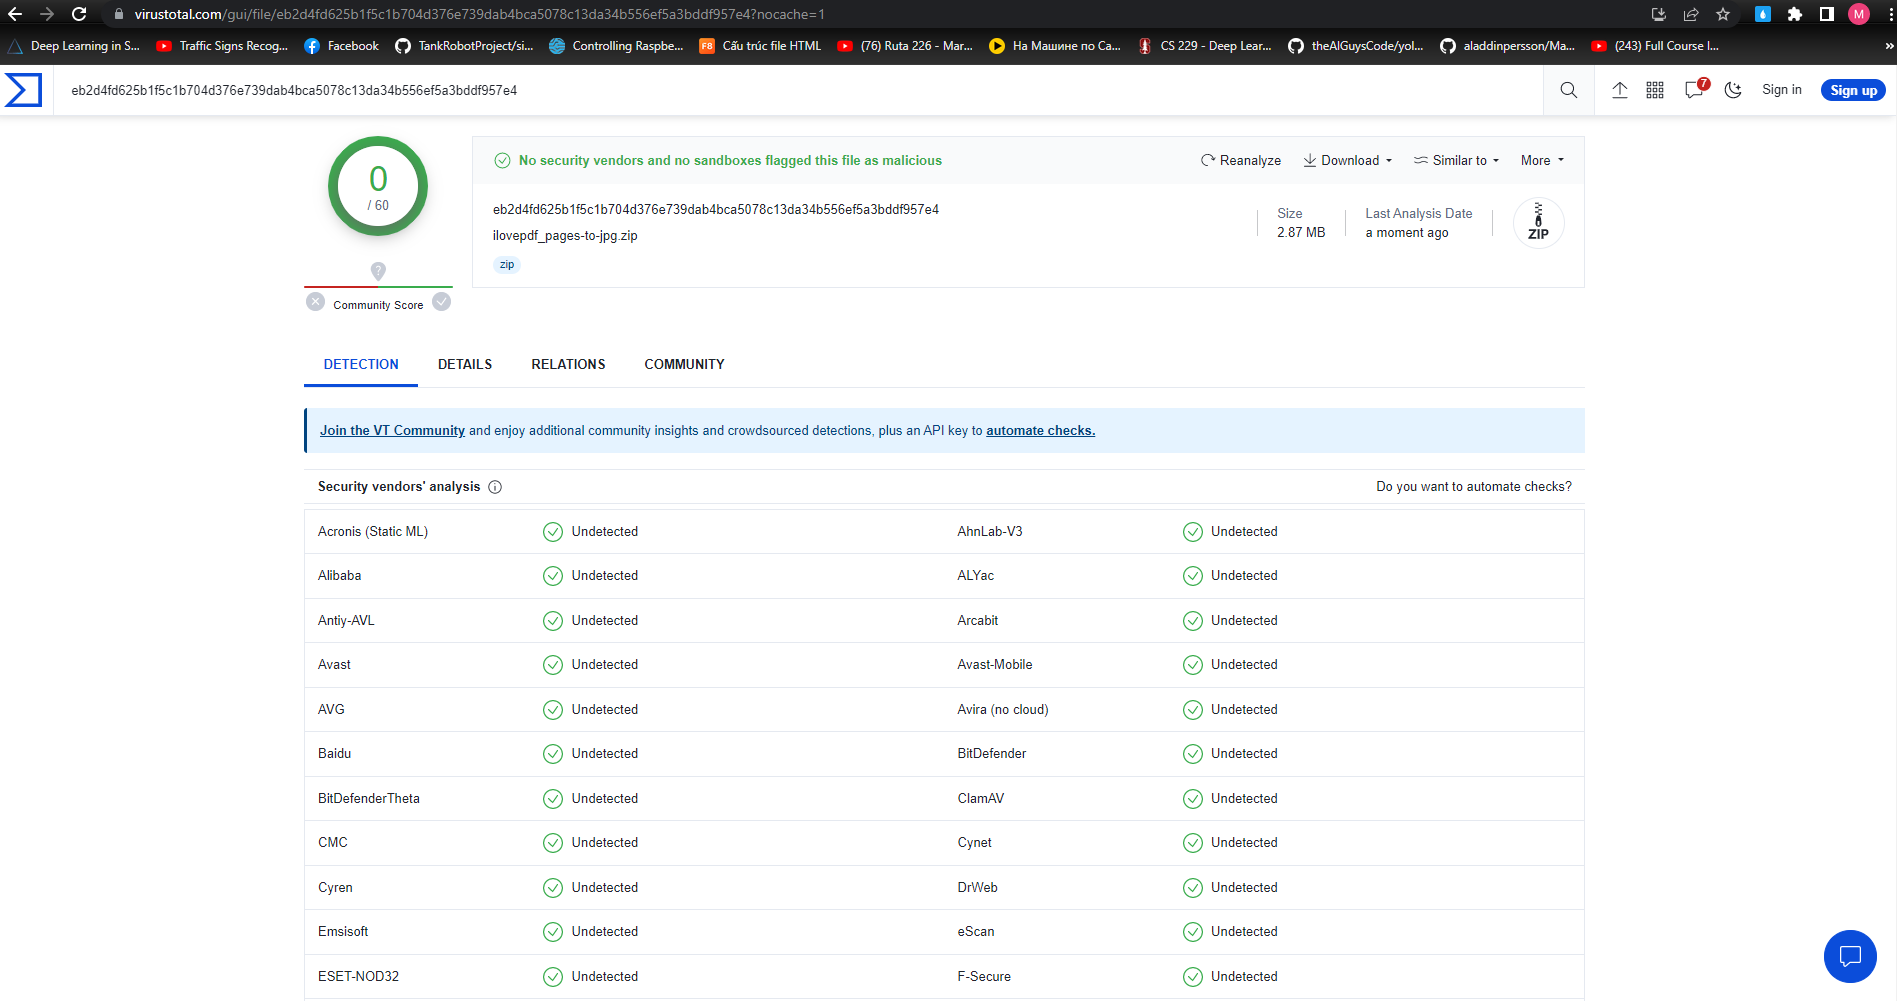 virustotal.com/gui/file/eb2d4fd625b1f5c1b704d376e739dab4bca5078c13da34b556ef5a3bddf957e4?nocache=1
M
Deep Learning in S... Traffic Signs Recog... Facebook TankRobotProject/si... Controlling Raspbe... F8 Cấu trúc file HTML (76) Ruta 226 - Mar... На Машине по Са... CS 229 - Deep Lear... theAIGuysCode/yol... aladdinpersson/Ma... (243) Full Course I... »
eb2d4fd625b1f5c1b704d376e739dab4bca5078c13da34b556ef5a3bddf957e4
7
Sign in Sign up
0
/ 60
?
Community Score
No security vendors and no sandboxes flagged this file as malicious
Reanalyze Download Similar to More
eb2d4fd625b1f5c1b704d376e739dab4bca5078c13da34b556ef5a3bddf957e4
ilovepdf_pages-to-jpg.zip
zip
Size
2.87 MB
Last Analysis Date
a moment ago
ZIP
DETECTION DETAILS RELATIONS COMMUNITY
Join the VT Community and enjoy additional community insights and crowdsourced detections, plus an API key to automate checks.
Security vendors' analysis Do you want to automate checks?
Acronis (Static ML) Undetected AhnLab-V3 Undetected
Alibaba Undetected ALYac Undetected
Antiy-AVL Undetected Arcabit Undetected
Avast Undetected Avast-Mobile Undetected
AVG Undetected Avira (no cloud) Undetected
Baidu Undetected BitDefender Undetected
BitDefenderTheta Undetected ClamAV Undetected
CMC Undetected Cynet Undetected
Cyren Undetected DrWeb Undetected
Emsisoft Undetected eScan Undetected
ESET-NOD32 Undetected F-Secure Undetected